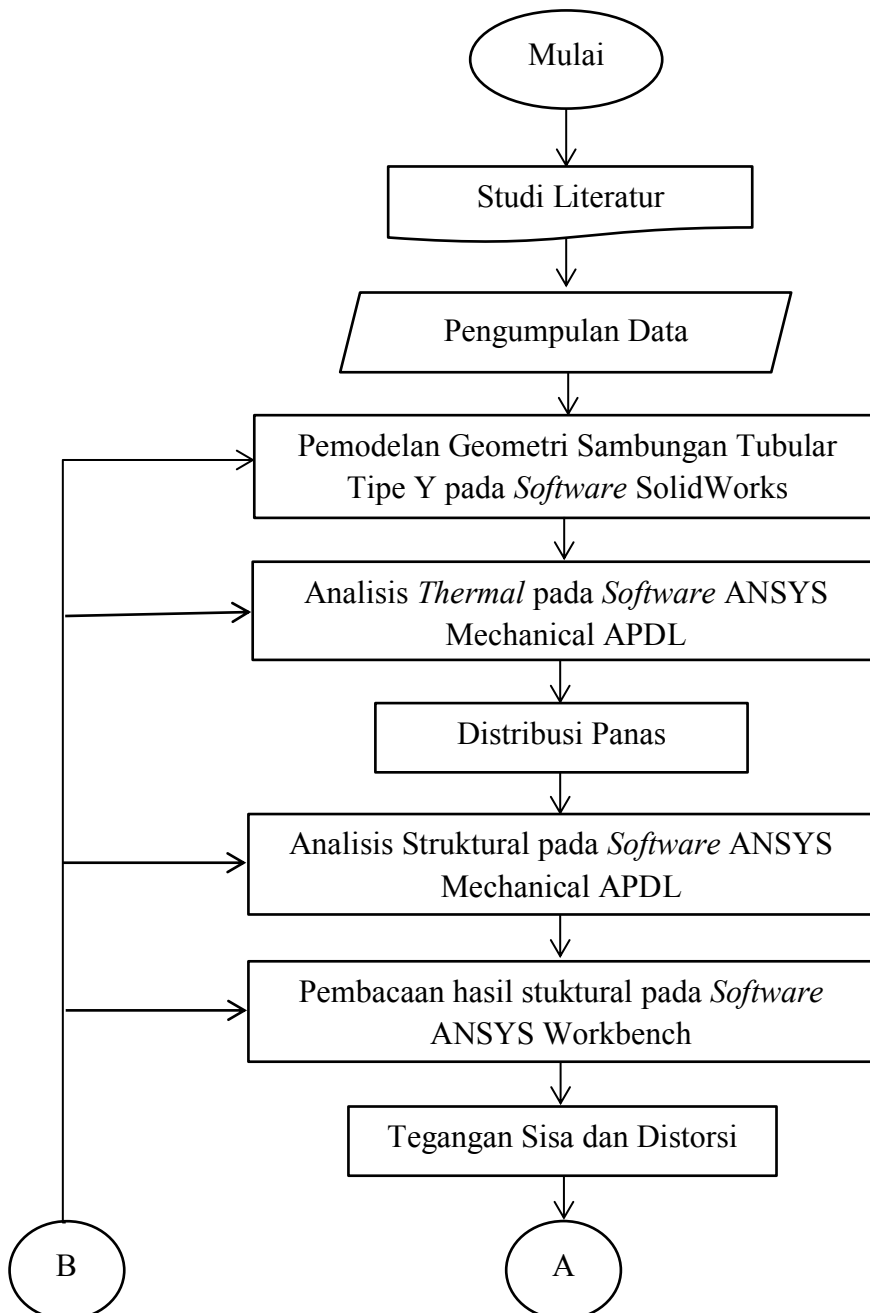 Mulai
Studi Literatur
Pengumpulan Data
Pemodelan Geometri Sambungan Tubular
Tipe Y pada Software SolidWorks
Analisis Thermal pada Software ANSYS
Mechanical APDL
Distribusi Panas
Analisis Struktural pada Software ANSYS
Mechanical APDL
Pembacaan hasil stuktural pada Software
ANSYS Workbench
Tegangan Sisa dan Distorsi
B
A